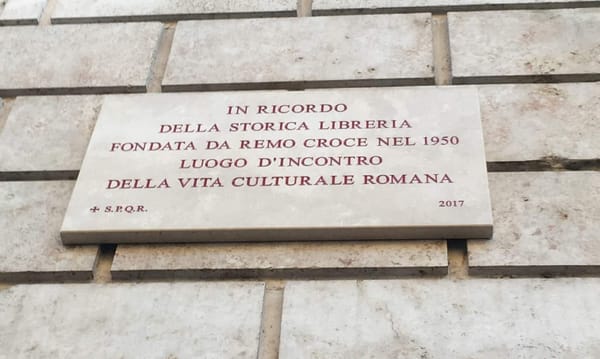 IN RICORDO
DELLA STORICA LIBRERIA
FONDATA DA REMO CROCE NEL 1950
LUOGO D'INCONTRO
DELLA VITA CULTURALE ROMANA
✢ S.P.Q.R. 2017